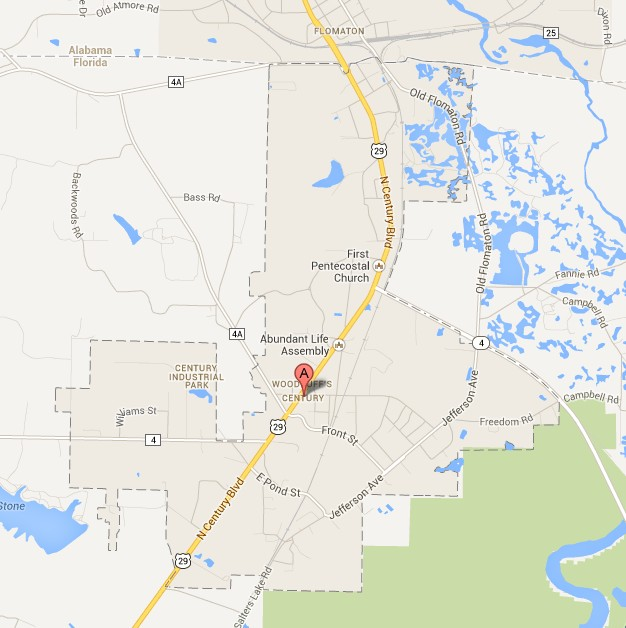 Old Atmore Rd
FLOMATON
25
Dixon Rd
Alabama
Florida
4A
Old Flomaton Rd
29
N Century Blvd
Backwoods Rd
Bass Rd
First
Pentecostal
Church
Old Flomaton Rd
Fannie Rd
Campbell Rd
4A
Abundant Life
Assembly
4
CENTURY
INDUSTRIAL
PARK
A
CENTURY
Jefferson Ave
Campbell Rd
Freedom Rd
29
4
Front St
E Pond St
Jefferson Ave
N Century Blvd
Stone
29
Salters Lake Rd